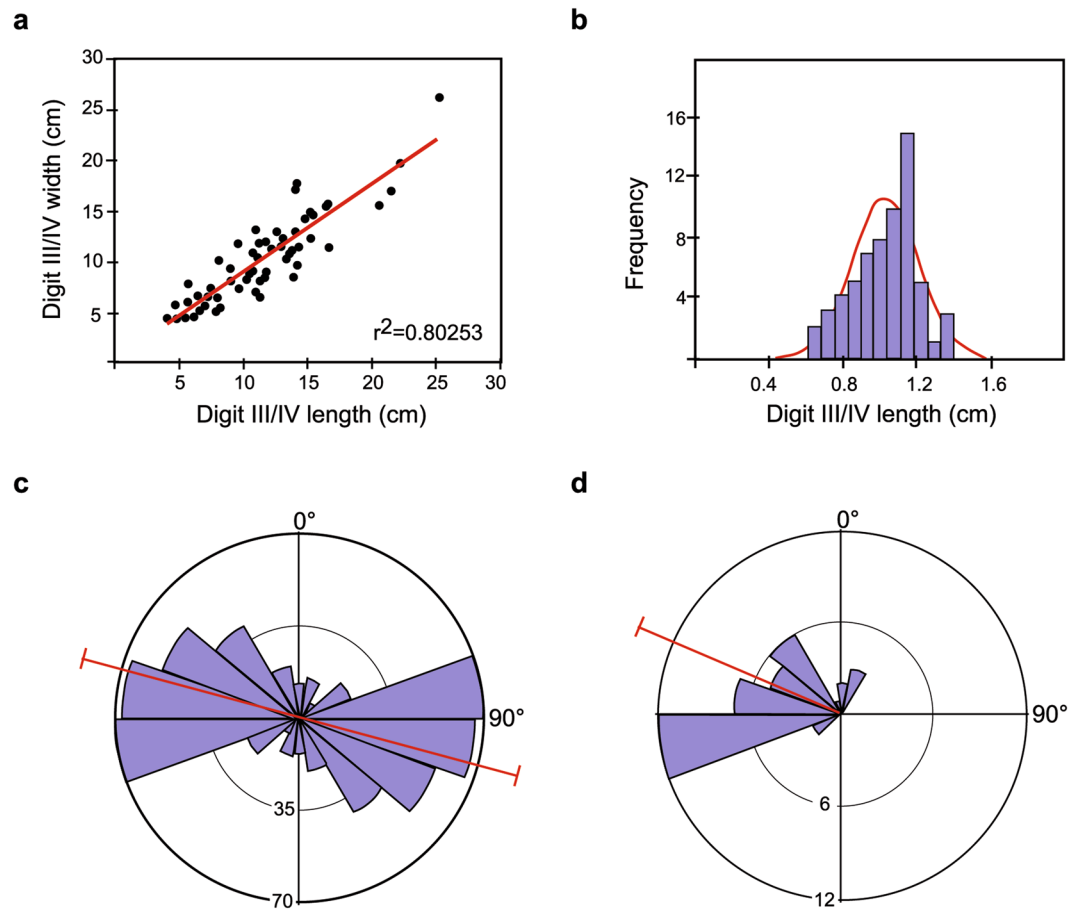 a
30
25
20
15
10
5
Digit III/IV width (cm)
r2=0.80253
5 10 15 20 25 30
Digit III/IV length (cm)
b
16
12
8
4
Frequency
0.4 0.8 1.2 1.6
Digit III/IV length (cm)
c
0°
90°
35
70
d
0°
90°
6
12